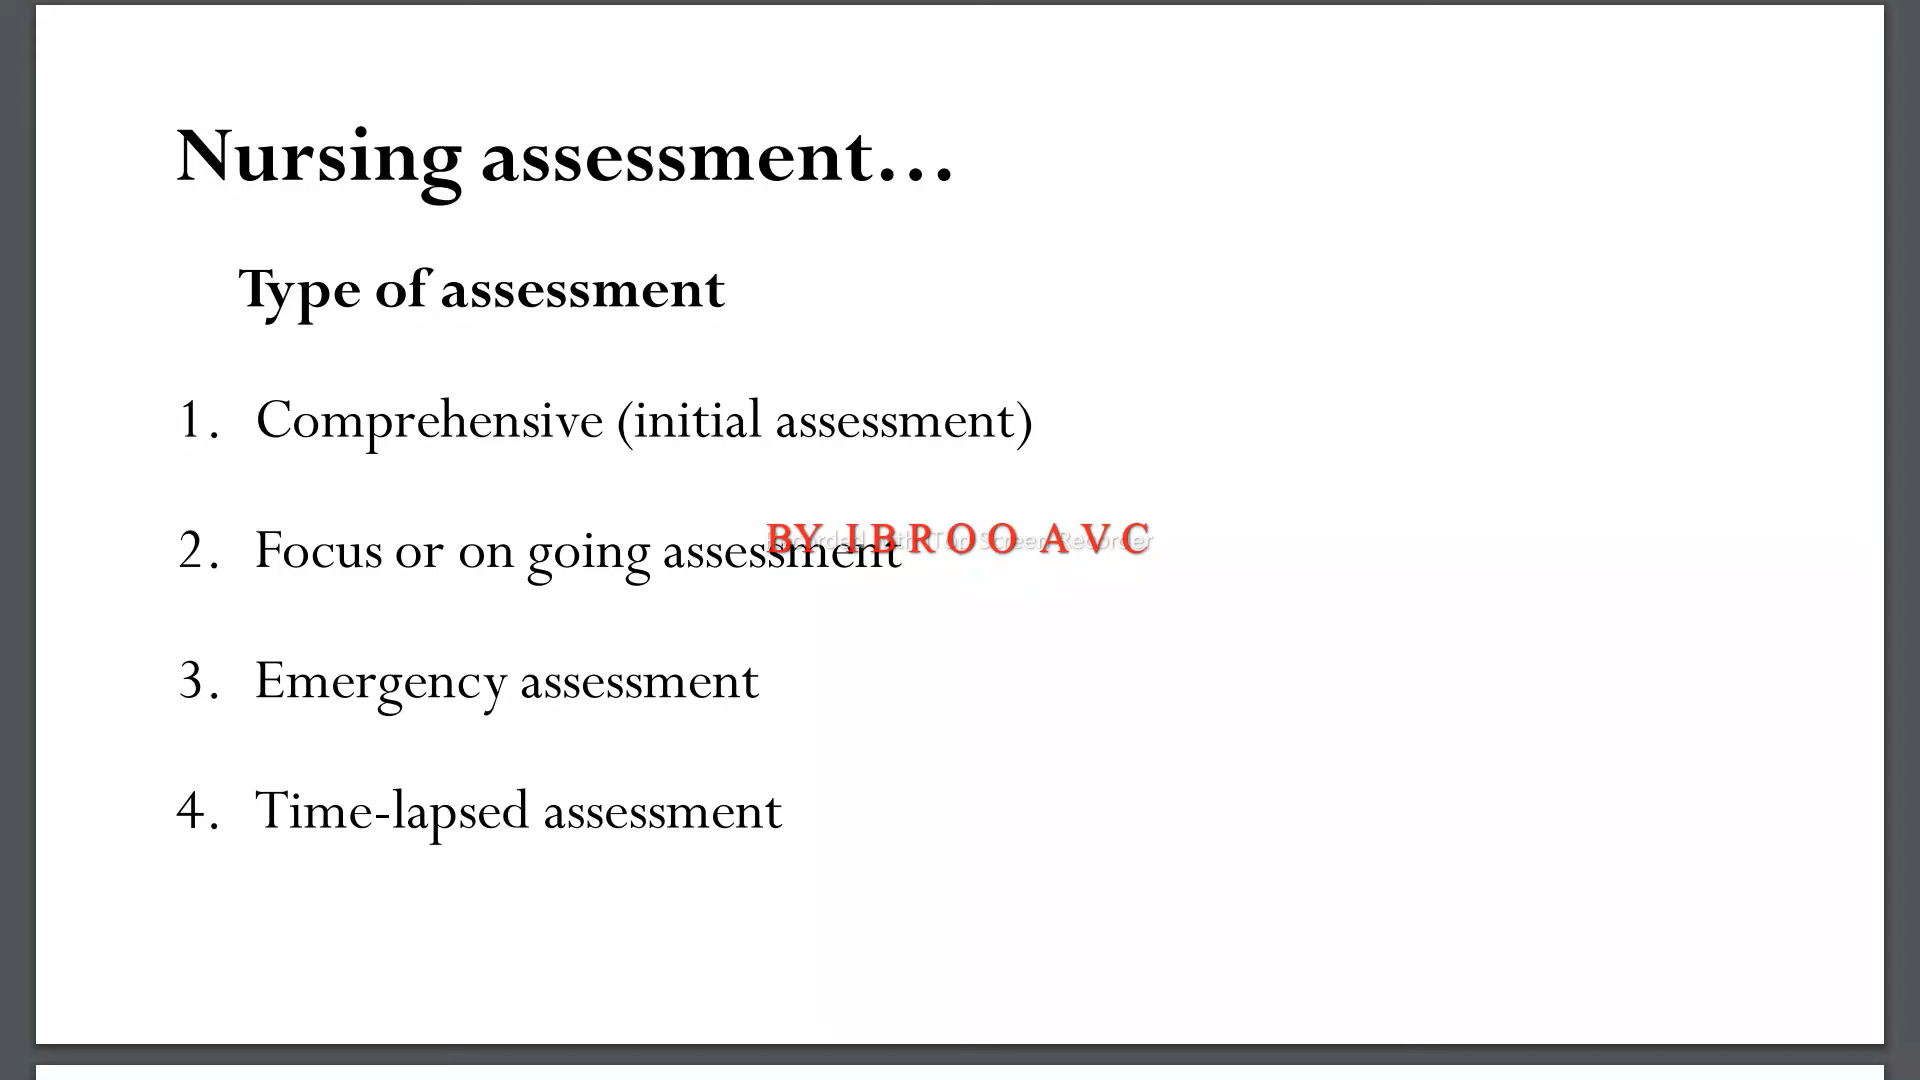 Nursing assessment...
Type of assessment
1. Comprehensive (initial assessment)
2. Focus or on going assessment
BY IBROO AVC
3. Emergency assessment
4. Time-lapsed assessment